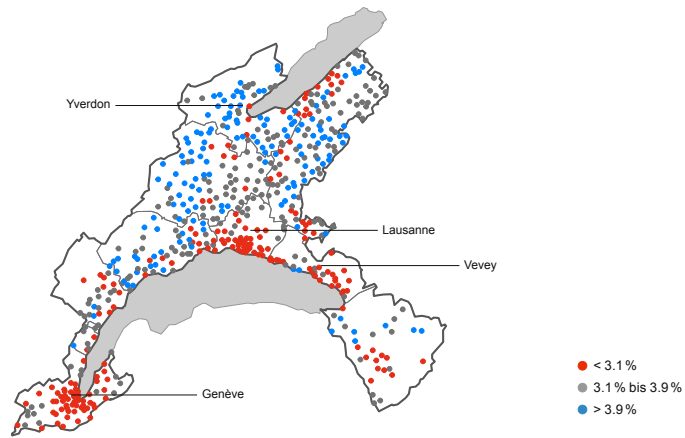 Yverdon
Lausanne
Vevey
Genève
< 3.1 %
3.1 % bis 3.9 %
> 3.9 %